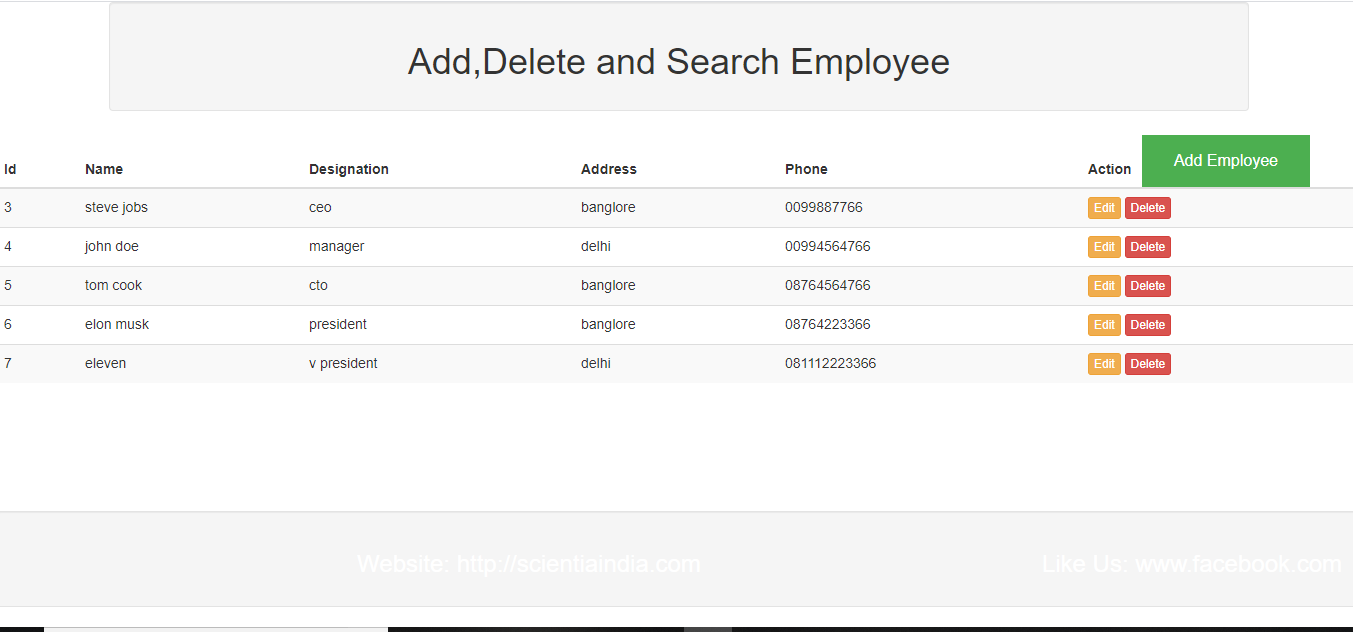 Add,Delete and Search Employee
Id Name Designation Address Phone Action Add Employee
3 steve jobs ceo banglore 0099887766 Edit Delete
4 john doe manager delhi 00994564766 Edit Delete
5 tom cook cto banglore 08764564766 Edit Delete
6 elon musk president banglore 08764223366 Edit Delete
7 eleven v president delhi 081112223366 Edit Delete
Website: http://scientiaindia.com Like Us: www.facebook.com